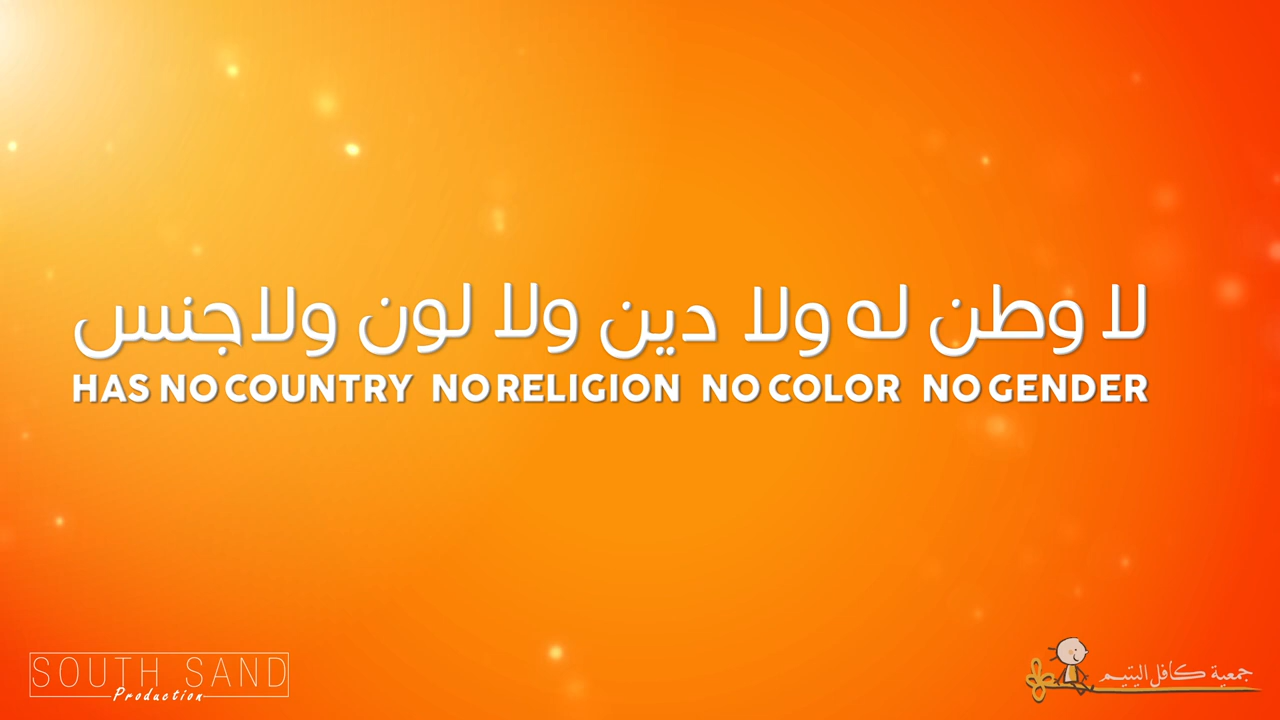 لا وطن له ولا دين ولا لون ولا جنس
HAS NO COUNTRY NO RELIGION NO COLOR NO GENDER
SOUTH SAND
Production
جمعية كافل اليتيم